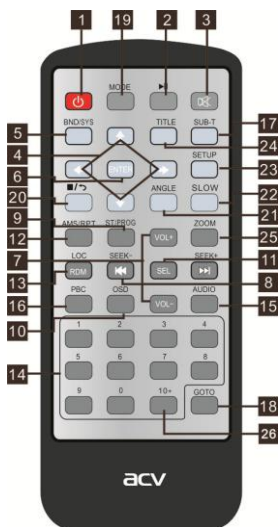 1 19 2 3
MODE ▶II
5 BND/SYS TITLE SUB-T 17
24
4 SETUP
6 ENTER 23
20 ■/⮌ ANGLE SLOW 22
9 21
12 AMS/RPT ST/PROG VOL+ ZOOM 25
7 11
LOC SEEK- SEEK+
13 RDM ⏮ SEL ⏭
8
16 PBC OSD VOL- AUDIO 15
10
1 2 3 4
14 5 6 7 8
9 0 10+ GOTO 18
26
acv